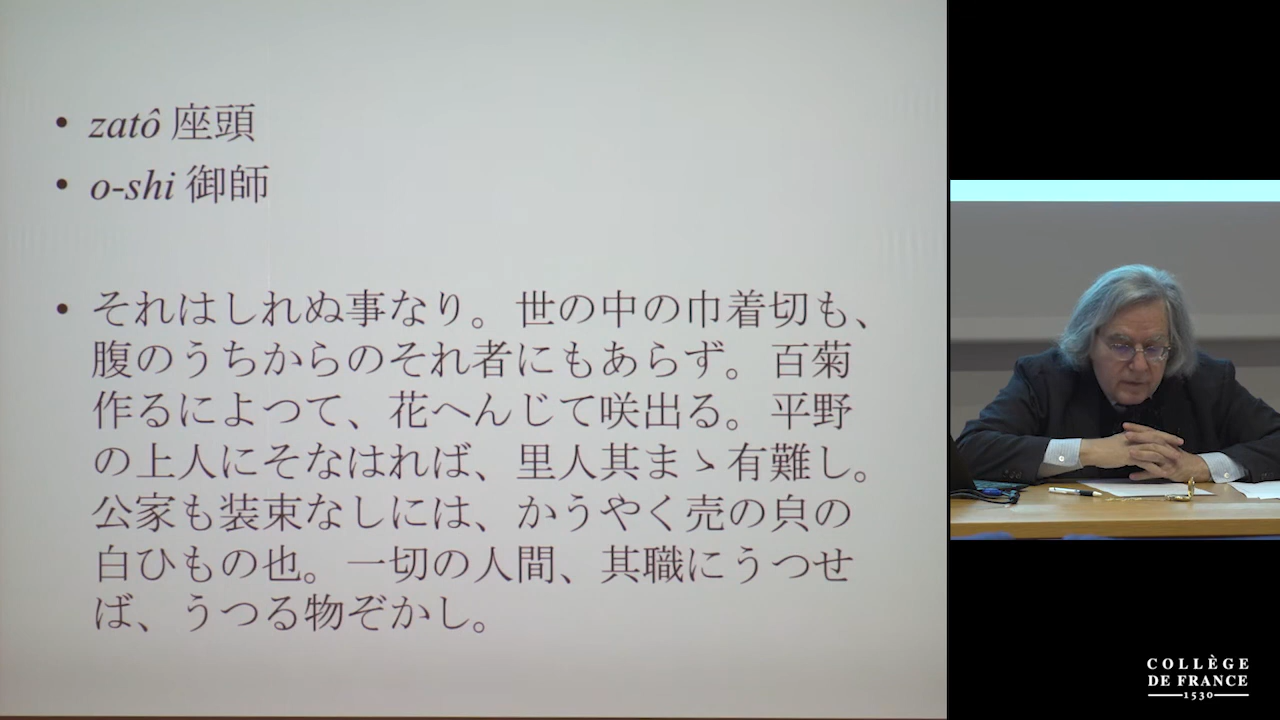 • zatô 座頭
• o-shi 御師
• それはしれぬ事なり。世の中の巾着切も、
腹のうちからのそれ者にもあらず。百菊
作るによつて、花へんじて咲出る。平野
の上人にそなはれば、里人其まゝ有難し。
公家も装束なしには、かうやく売の㒵の
白ひもの也。一切の人間、其職にうつせ
ば、うつる物ぞかし。
COLLÈGE
DE FRANCE
1530